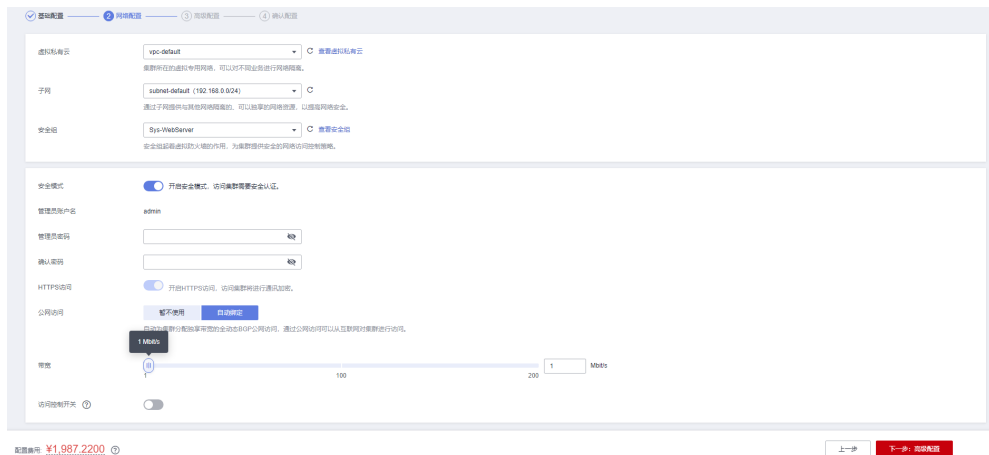 基础配置 2 网络配置 3 高级配置 4 确认配置
虚拟私有云 vpc-default 查看虚拟私有云
集群所在的虚拟专用网络，可以对不同业务进行网络隔离。
子网 subnet-default（192.168.0.0/24）
通过子网提供与其他网络隔离的、可以独享的网络资源，以提高网络安全。
安全组 Sys-WebServer 查看安全组
安全组起着虚拟防火墙的作用，为集群提供安全的网络访问控制策略。
安全模式 开启安全模式，访问集群需要安全认证。
管理员账户名 admin
管理员密码
确认密码
HTTPS访问 开启HTTPS访问，访问集群将进行通讯加密。
公网访问 暂不使用 自动绑定
自动为集群分配独享带宽的全动态BGP公网访问，通过公网访问可以从互联网对集群进行访问。
1 Mbit/s
带宽 1 Mbit/s
1 100 200
访问控制开关 ?
配置费用 ¥1,987.2200 ? 上一步 下一步：高级配置